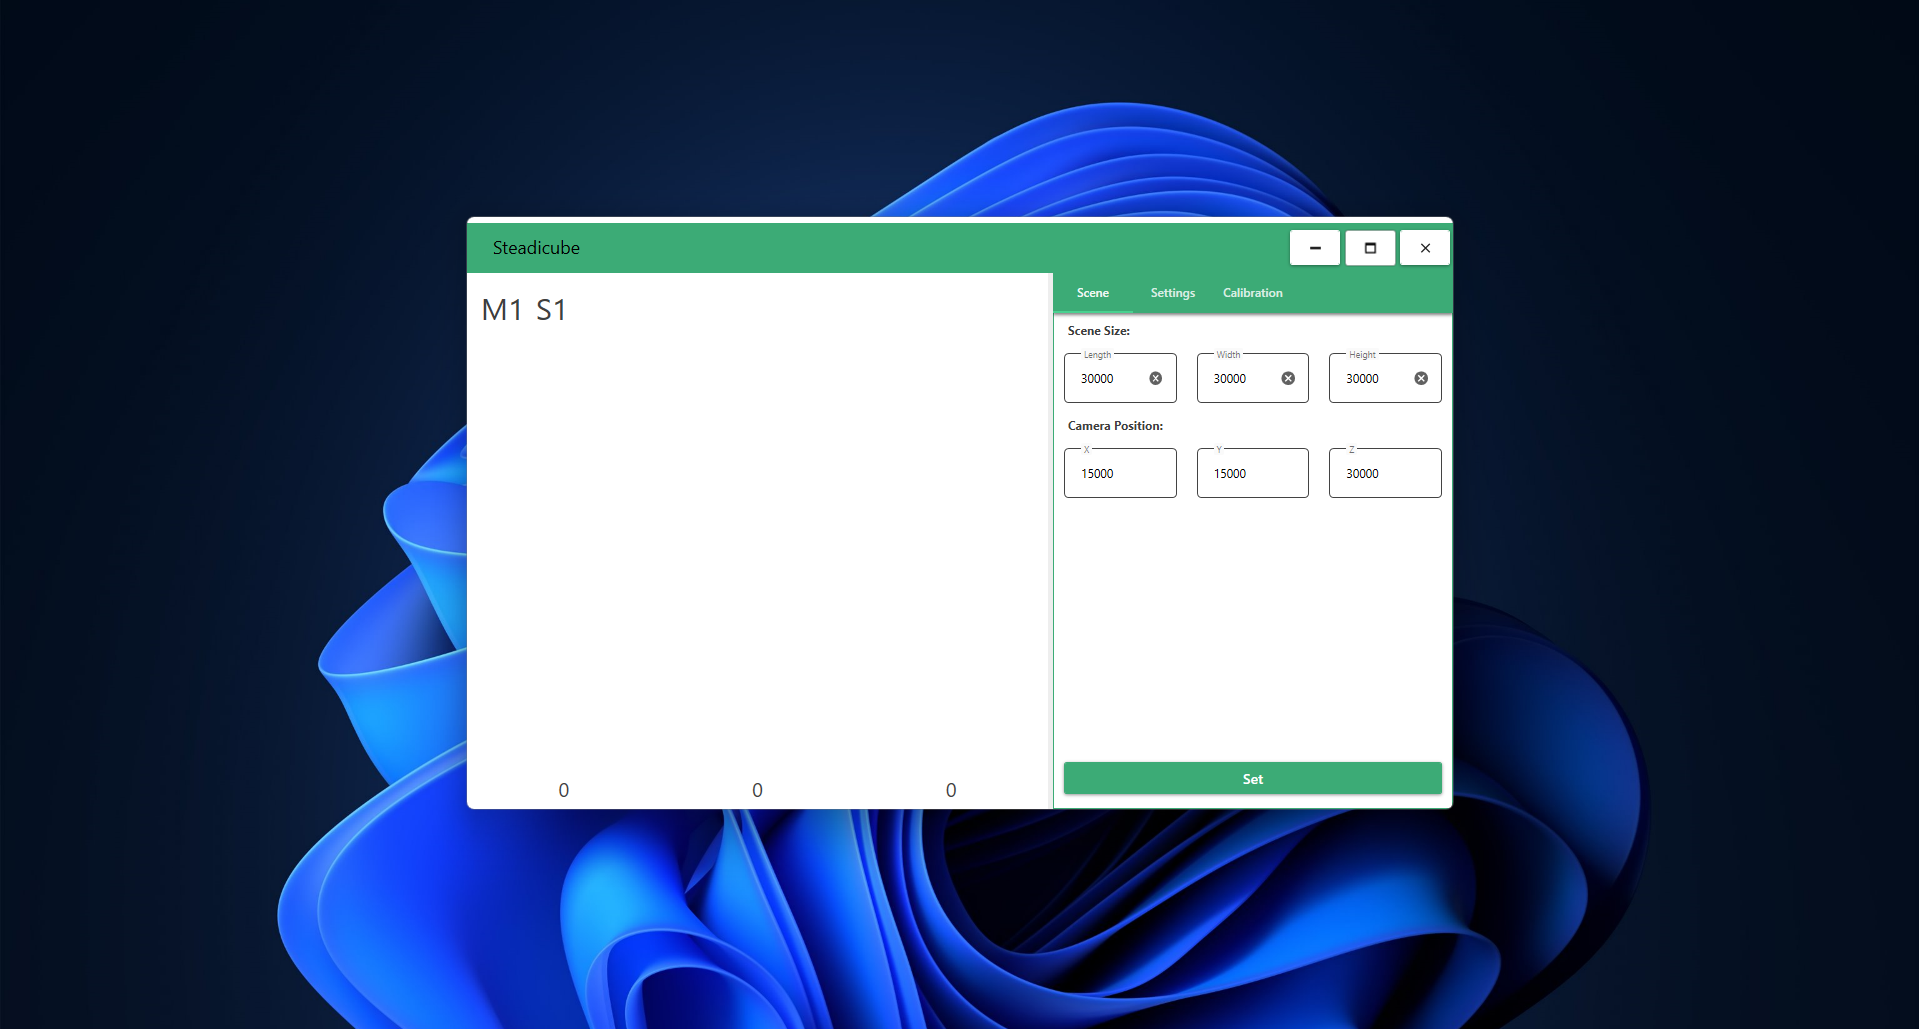 Steadicube
M1 S1
0 0 0
Scene Settings Calibration
Scene Size:
Length Width Height
30000 30000 30000
Camera Position:
X Y Z
15000 15000 30000
Set